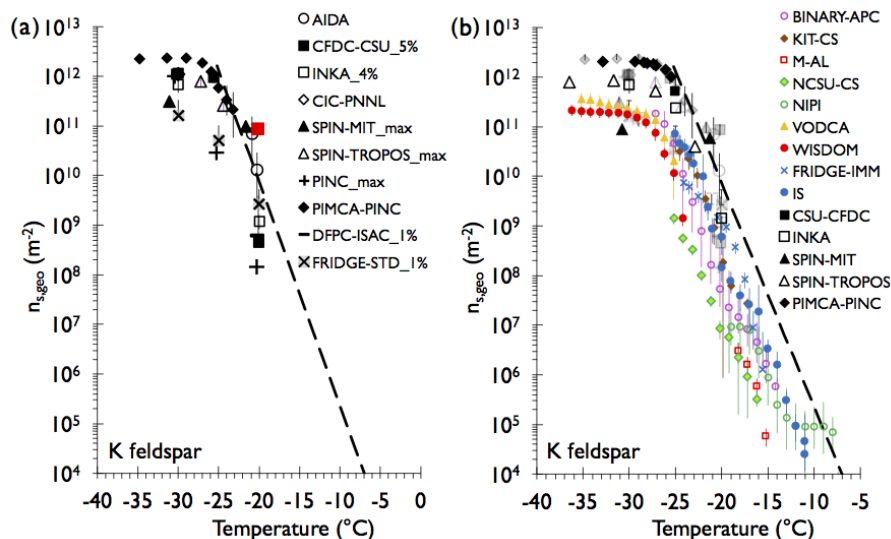 (a)
10^13
10^12
10^11
10^10
10^9
10^8
10^7
10^6
10^5
10^4
n_s,geo (m^-2)
K feldspar
-40 -35 -30 -25 -20 -15 -10 -5 0
Temperature (°C)
AIDA
CFDC-CSU_5%
INKA_4%
CIC-PNNL
SPIN-MIT_max
SPIN-TROPOS_max
PINC_max
PIMCA-PINC
DFPC-ISAC_1%
FRIDGE-STD_1%
(b)
10^13
10^12
10^11
10^10
10^9
10^8
10^7
10^6
10^5
10^4
n_s,geo (m^-2)
K feldspar
-40 -35 -30 -25 -20 -15 -10 -5
Temperature (°C)
BINARY-APC
KIT-CS
M-AL
NCSU-CS
NIPI
VODCA
WISDOM
FRIDGE-IMM
IS
CSU-CFDC
INKA
SPIN-MIT
SPIN-TROPOS
PIMCA-PINC